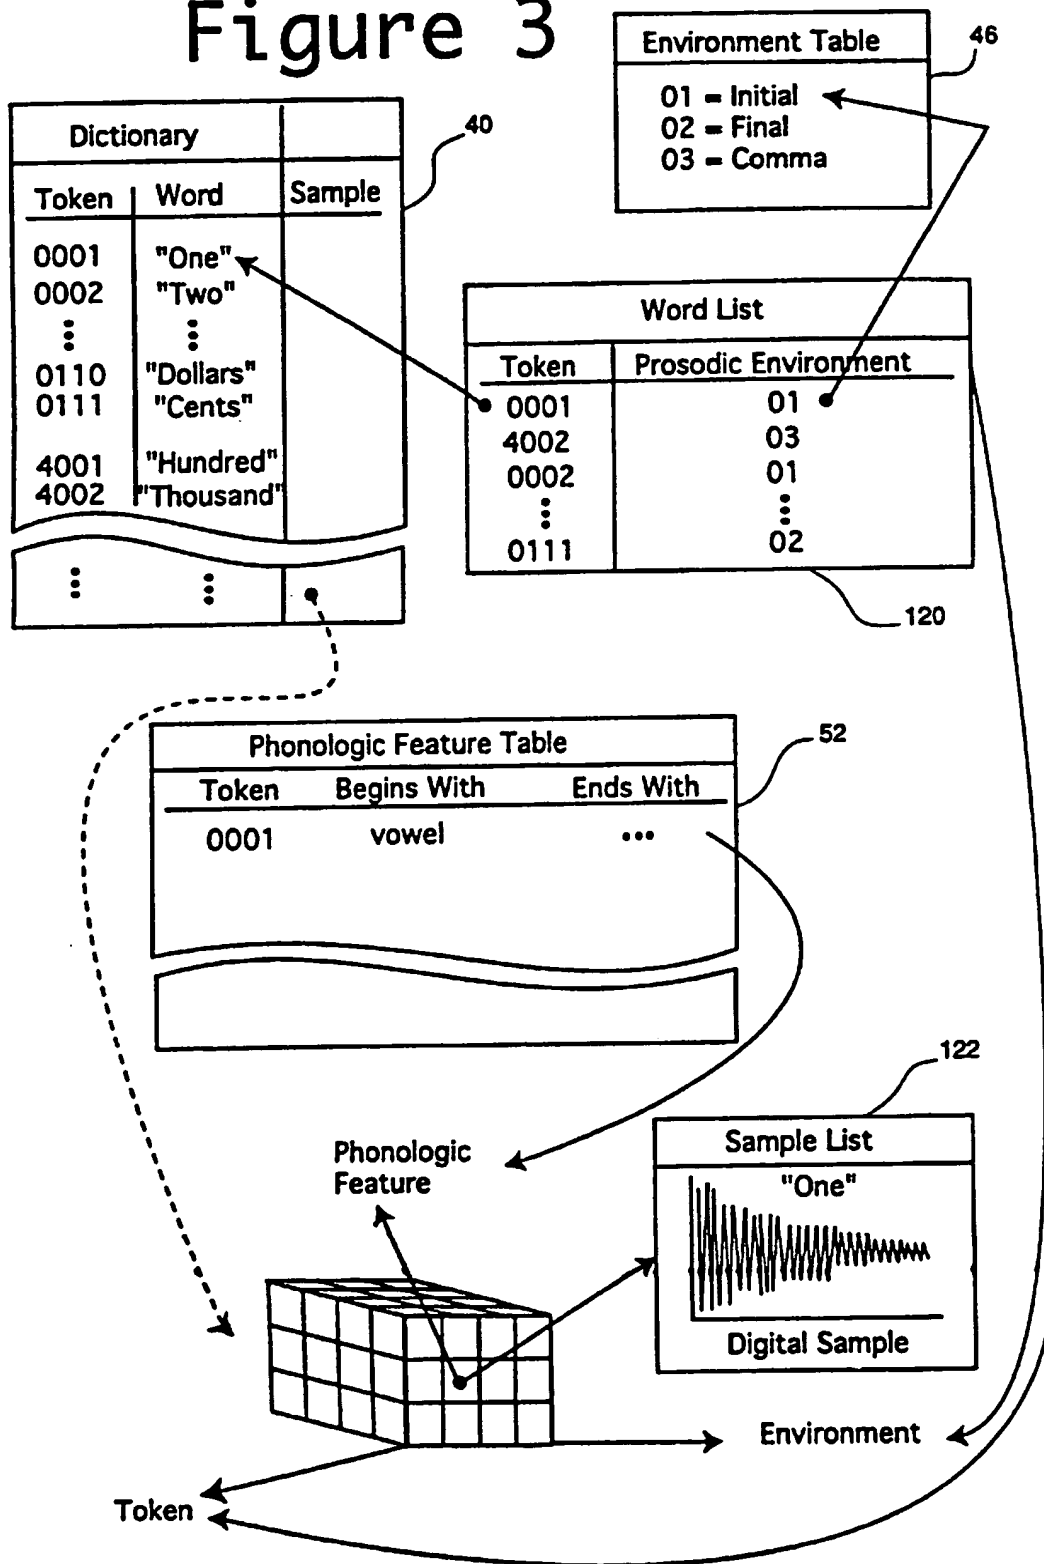 Figure 3
Environment Table
46
01 = Initial
02 = Final
03 = Comma
Dictionary
40
Token Word Sample
0001 "One"
0002 "Two"
0110 "Dollars"
0111 "Cents"
4001 "Hundred"
4002 "Thousand"
Word List
Token Prosodic Environment
0001 01
4002 03
0002 01
0111 02
120
Phonologic Feature Table
52
Token Begins With Ends With
0001 vowel ...
122
Sample List
"One"
Digital Sample
Phonologic
Feature
Environment
Token